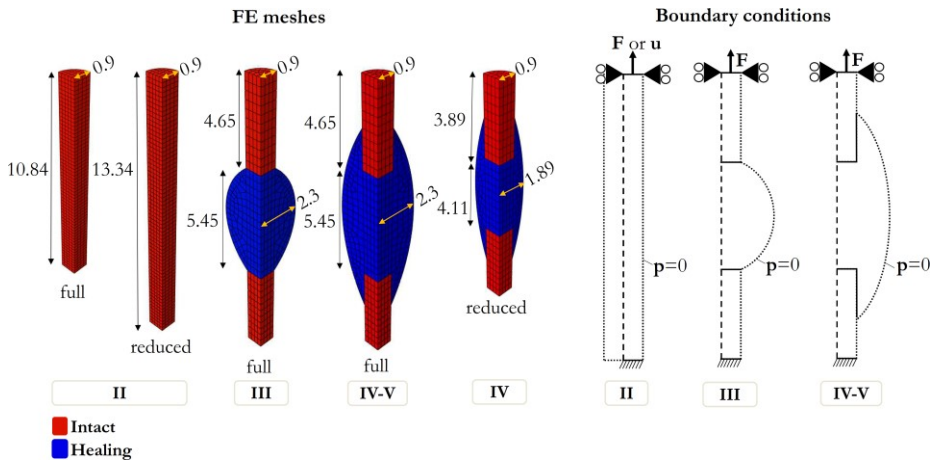 FE meshes
Boundary conditions
0.9
0.9
0.9
0.9
0.9
F or u
F
F
10.84
13.34
4.65
4.65
3.89
5.45
2.3
5.45
2.3
4.11
1.89
full
reduced
full
full
reduced
p=0
p=0
p=0
II
III
IV-V
IV
II
III
IV-V
Intact
Healing